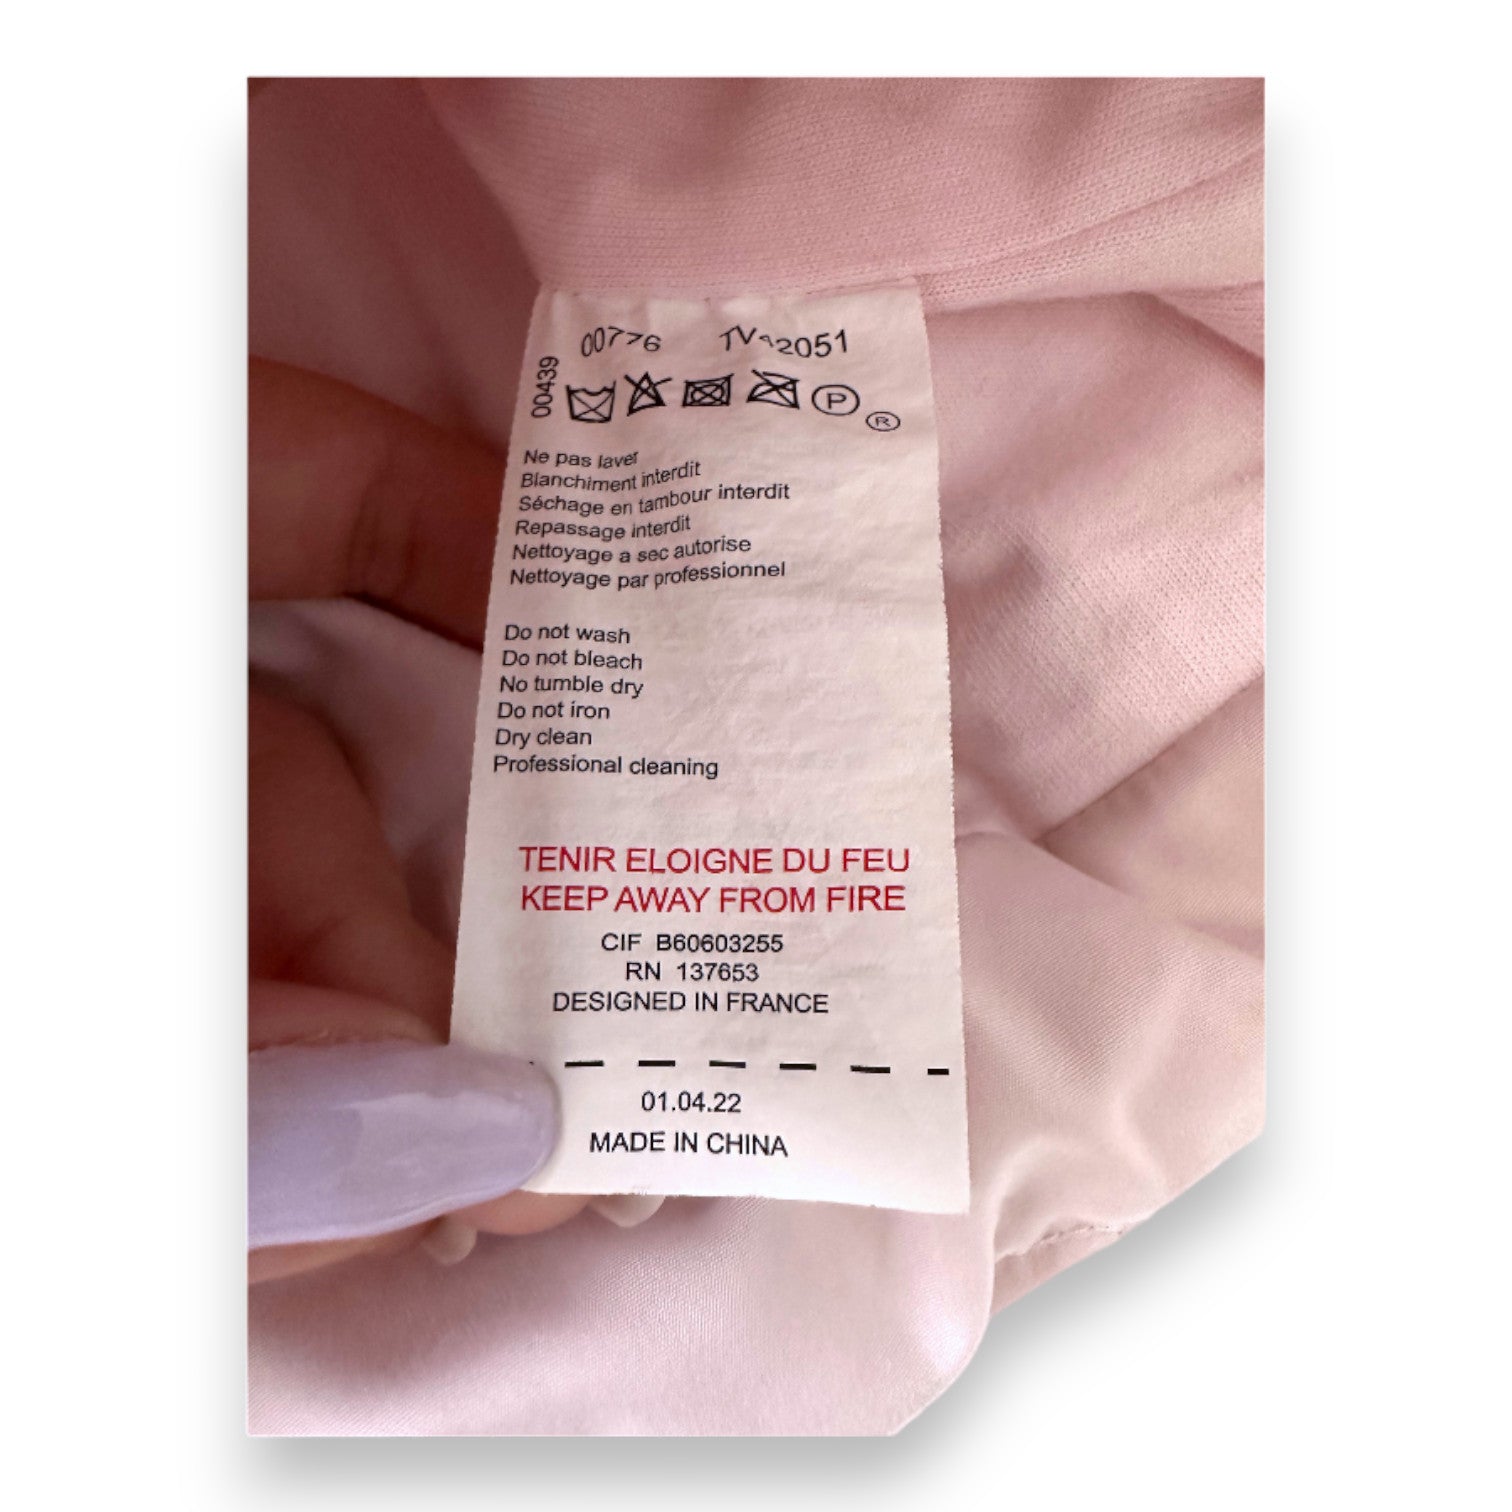 00776
00439
P
®
Ne pas laver
Blanchiment interdit
Séchage en tambour interdit
Repassage interdit
Nettoyage a sec autorise
Nettoyage par professionnel
Do not wash
Do not bleach
No tumble dry
Do not iron
Dry clean
Professional cleaning
TENIR ELOIGNE DU FEU
KEEP AWAY FROM FIRE
CIF B60603255
RN 137653
DESIGNED IN FRANCE
01.04.22
MADE IN CHINA